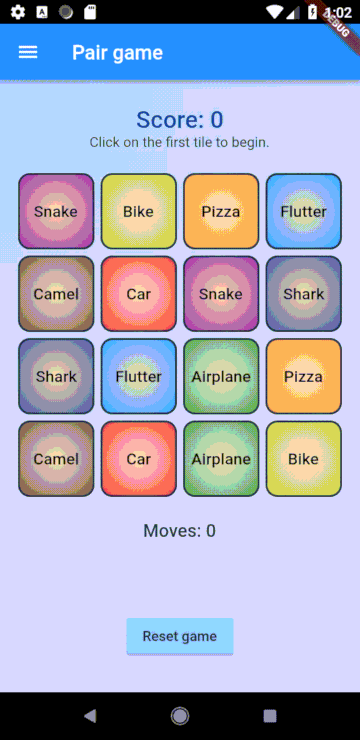 1:02
DEBUG
Pair game
Score: 0
Click on the first tile to begin.
Snake Bike Pizza Flutter
Camel Car Snake Shark
Shark Flutter Airplane Pizza
Camel Car Airplane Bike
Moves: 0
Reset game